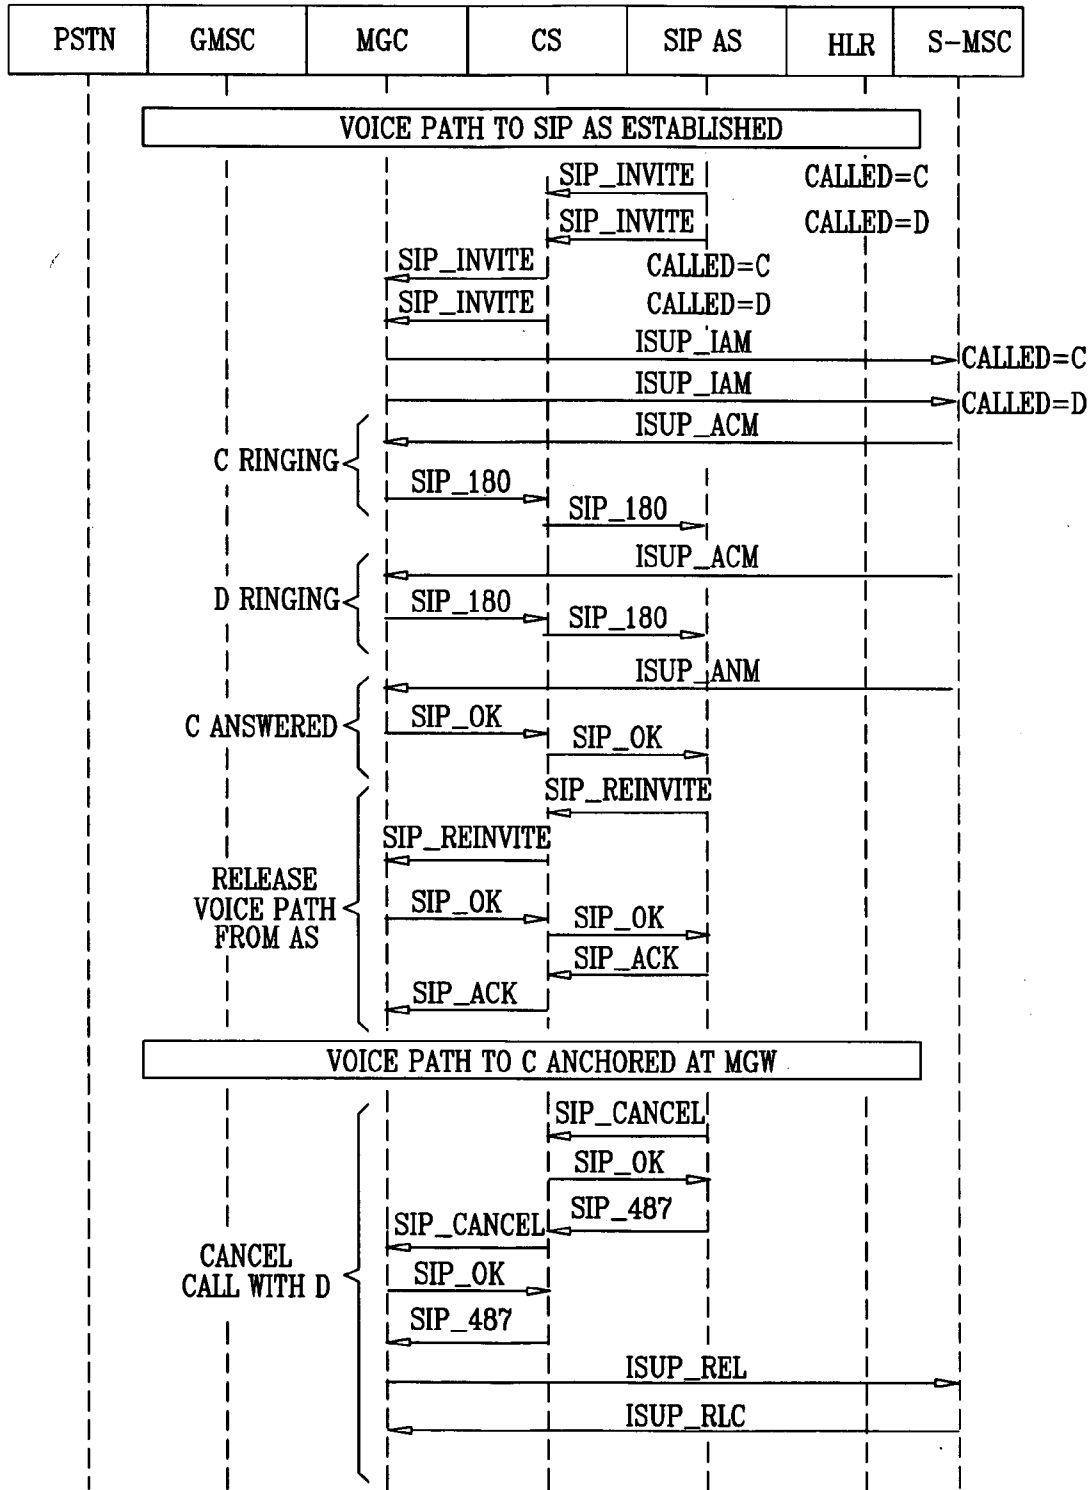 PSTN GMSC MGC CS SIP AS HLR S-MSC
VOICE PATH TO SIP AS ESTABLISHED
SIP_INVITE CALLED=C
SIP_INVITE CALLED=D
SIP_INVITE CALLED=C
SIP_INVITE CALLED=D
ISUP_IAM CALLED=C
ISUP_IAM CALLED=D
ISUP_ACM
C RINGING
SIP_180
SIP_180
ISUP_ACM
D RINGING
SIP_180
SIP_180
ISUP_ANM
C ANSWERED
SIP_OK
SIP_OK
SIP_REINVITE
SIP_REINVITE
RELEASE
VOICE PATH
FROM AS
SIP_OK
SIP_OK
SIP_ACK
SIP_ACK
VOICE PATH TO C ANCHORED AT MGW
SIP_CANCEL
SIP_OK
SIP_487
SIP_CANCEL
CANCEL
CALL WITH D
SIP_OK
SIP_487
ISUP_REL
ISUP_RLC